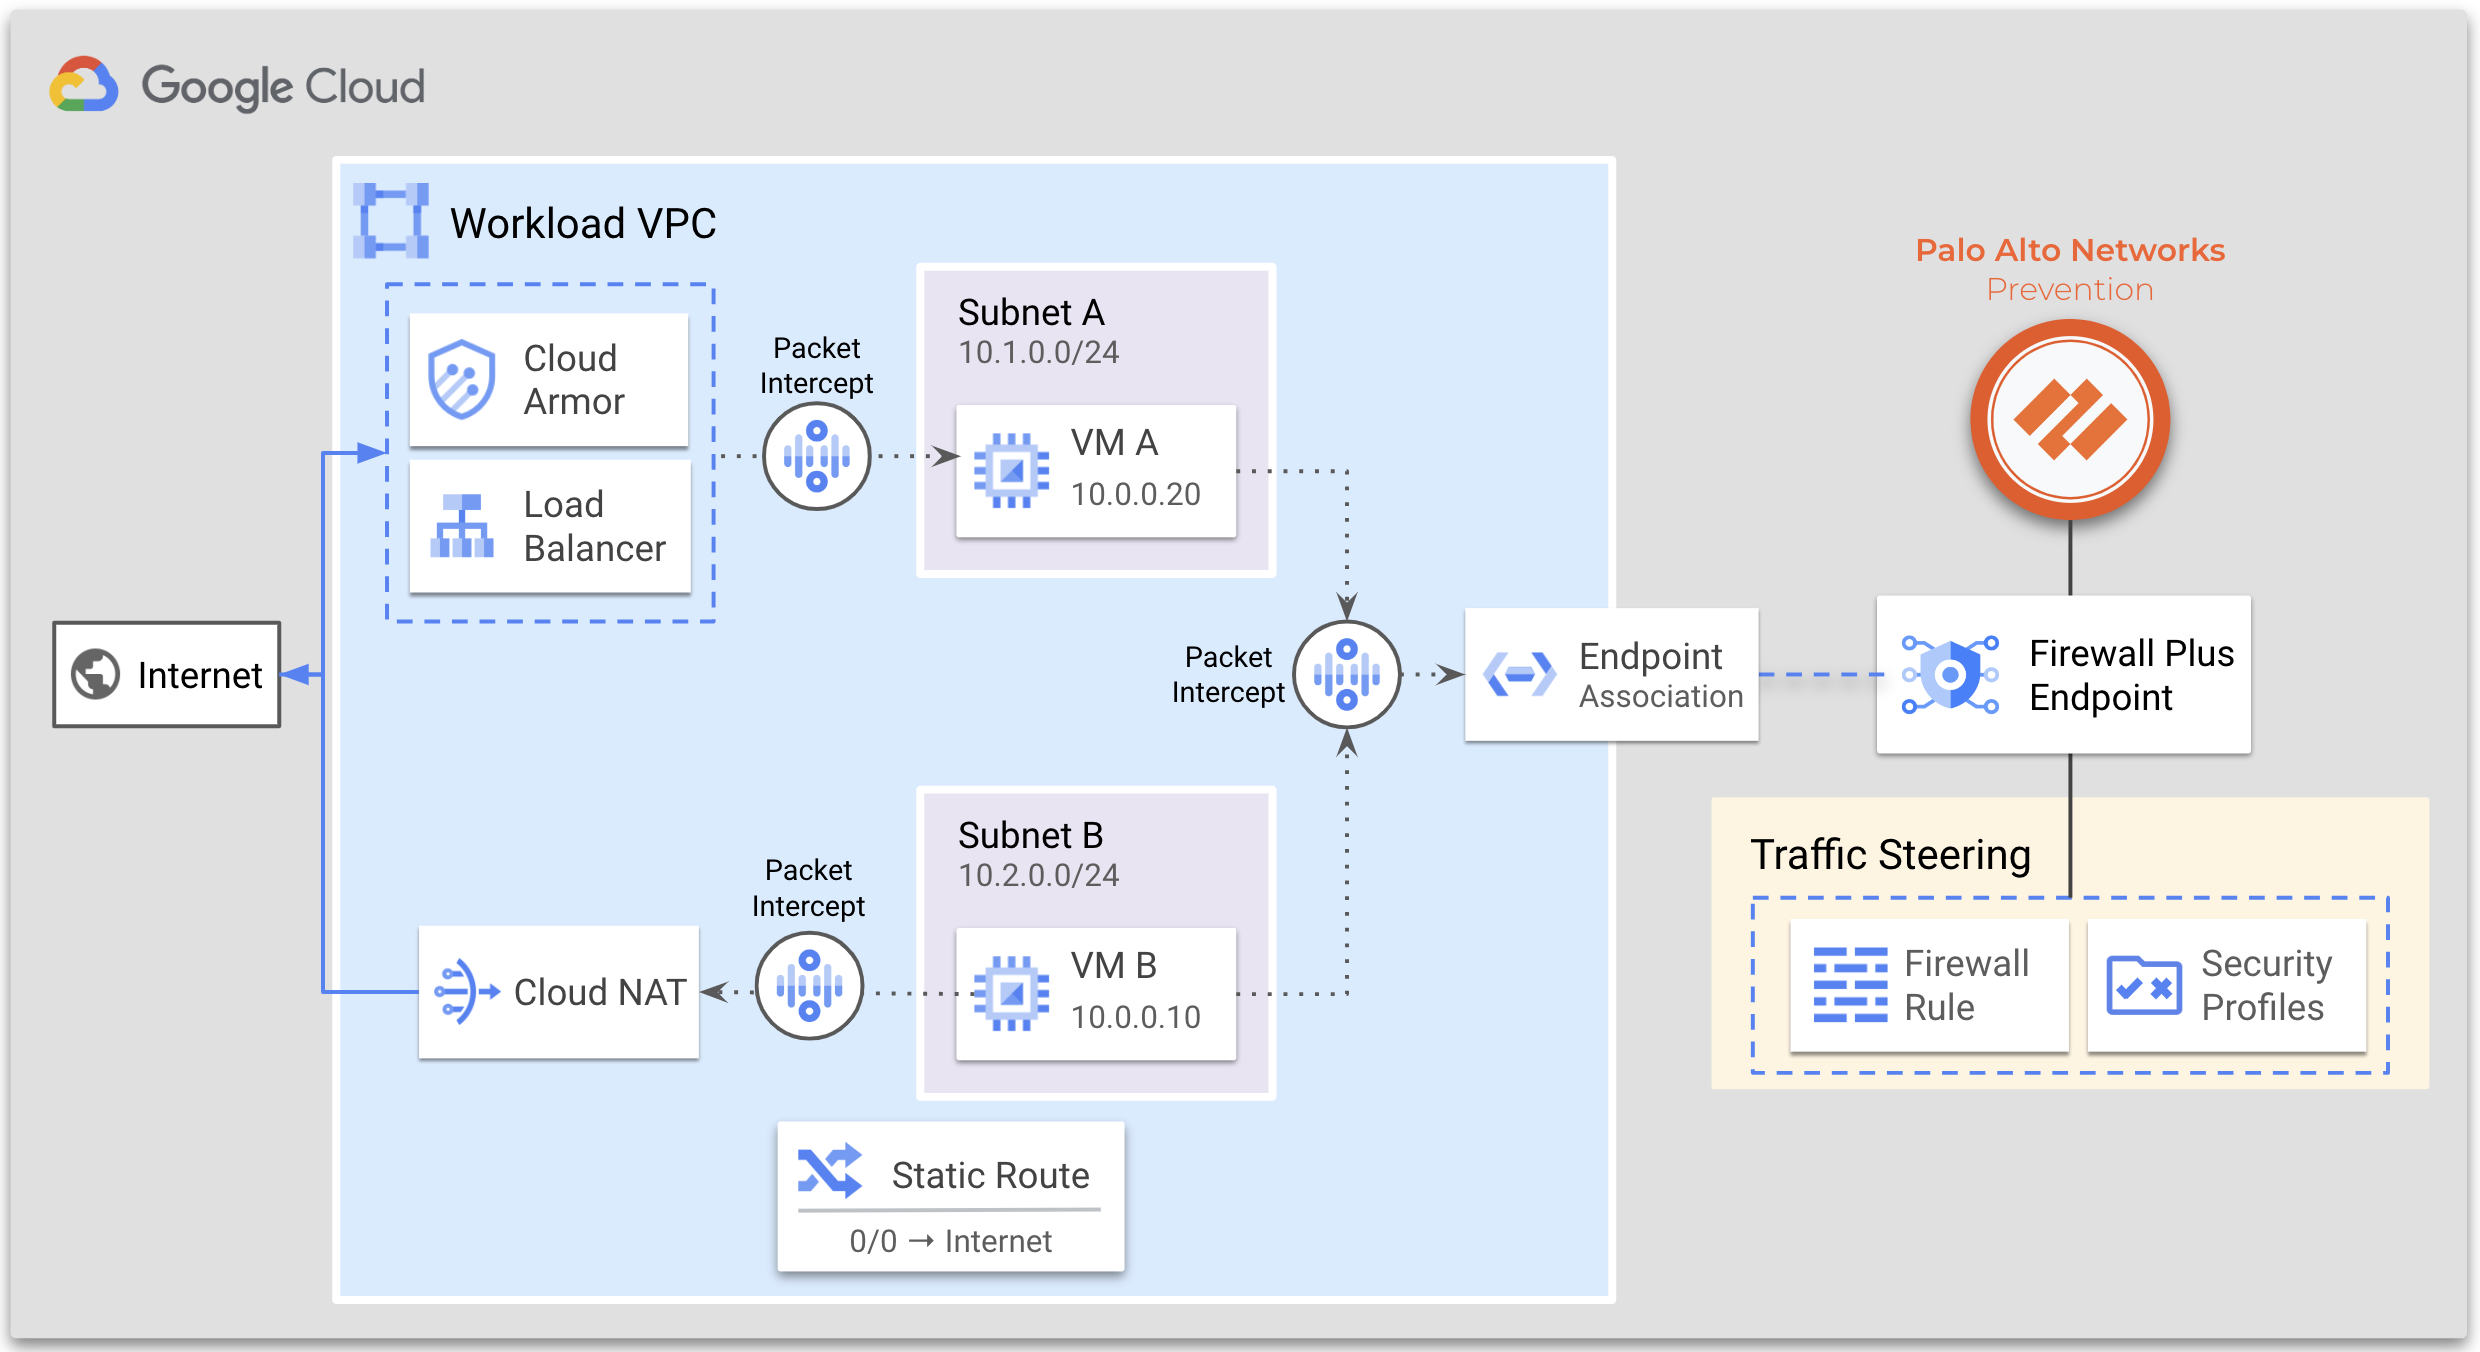 Google Cloud
Workload VPC
Cloud
Armor
Load
Balancer
Packet
Intercept
Subnet A
10.1.0.0/24
VM A
10.0.0.20
Palo Alto Networks
Prevention
Internet
Packet
Intercept
Endpoint
Association
Firewall Plus
Endpoint
Packet
Intercept
Cloud NAT
Subnet B
10.2.0.0/24
VM B
10.0.0.10
Traffic Steering
Firewall
Rule
Security
Profiles
Static Route
0/0 → Internet